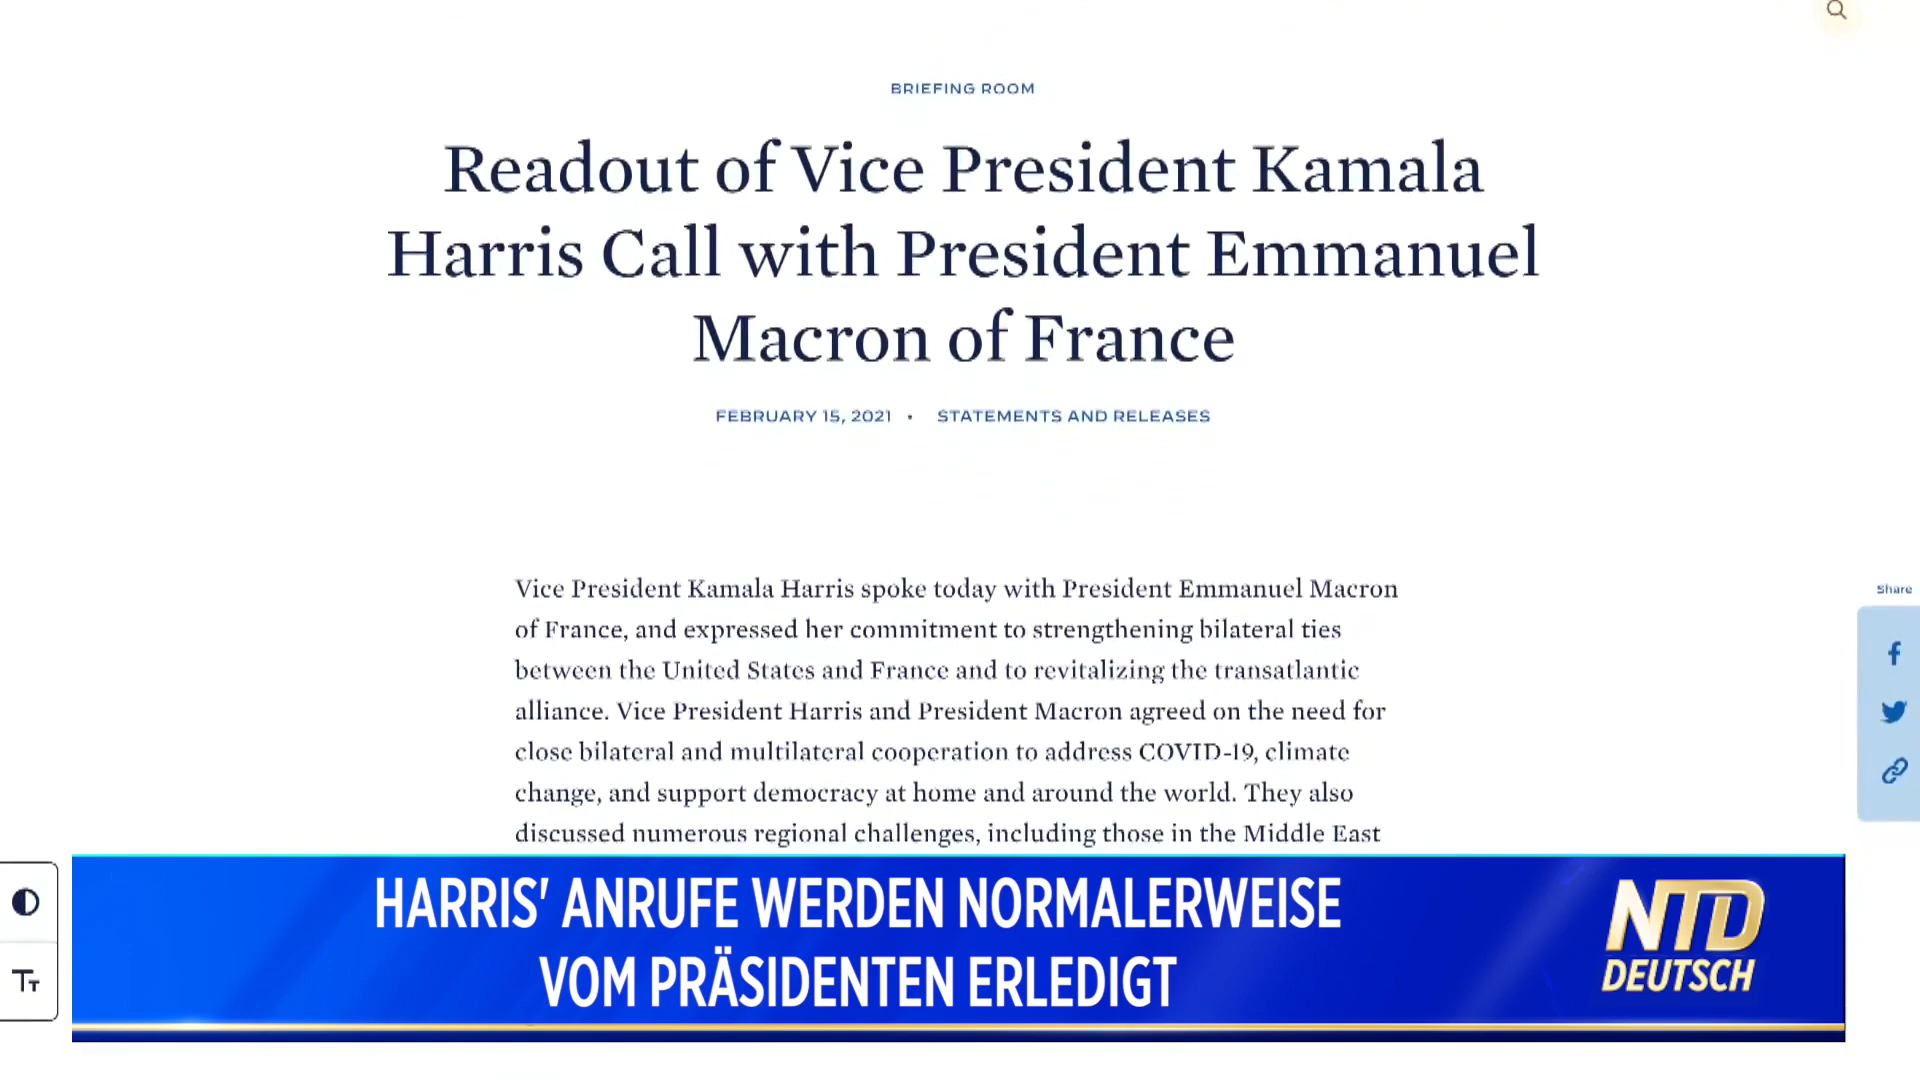 BRIEFING ROOM
Readout of Vice President Kamala
Harris Call with President Emmanuel
Macron of France
FEBRUARY 15, 2021 • STATEMENTS AND RELEASES
Vice President Kamala Harris spoke today with President Emmanuel Macron
of France, and expressed her commitment to strengthening bilateral ties
between the United States and France and to revitalizing the transatlantic
alliance. Vice President Harris and President Macron agreed on the need for
close bilateral and multilateral cooperation to address COVID-19, climate
change, and support democracy at home and around the world. They also
discussed numerous regional challenges, including those in the Middle East
Share
Tт
HARRIS' ANRUFE WERDEN NORMALERWEISE
VOM PRÄSIDENTEN ERLEDIGT
NTD
DEUTSCH